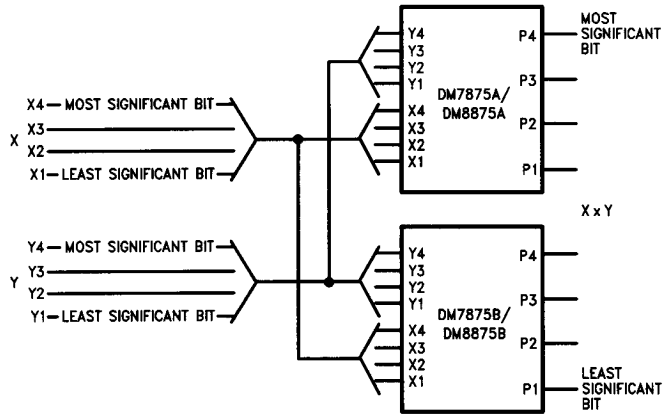 MOST
SIGNIFICANT
BIT
Y4
Y3
Y2
Y1
X4
X3
X2
X1
DM7875A/
DM8875A
P4
P3
P2
P1
X
X4 — MOST SIGNIFICANT BIT
X3
X2
X1 — LEAST SIGNIFICANT BIT
X x Y
Y
Y4 — MOST SIGNIFICANT BIT
Y3
Y2
Y1 — LEAST SIGNIFICANT BIT
Y4
Y3
Y2
Y1
X4
X3
X2
X1
DM7875B/
DM8875B
P4
P3
P2
P1
LEAST
SIGNIFICANT
BIT